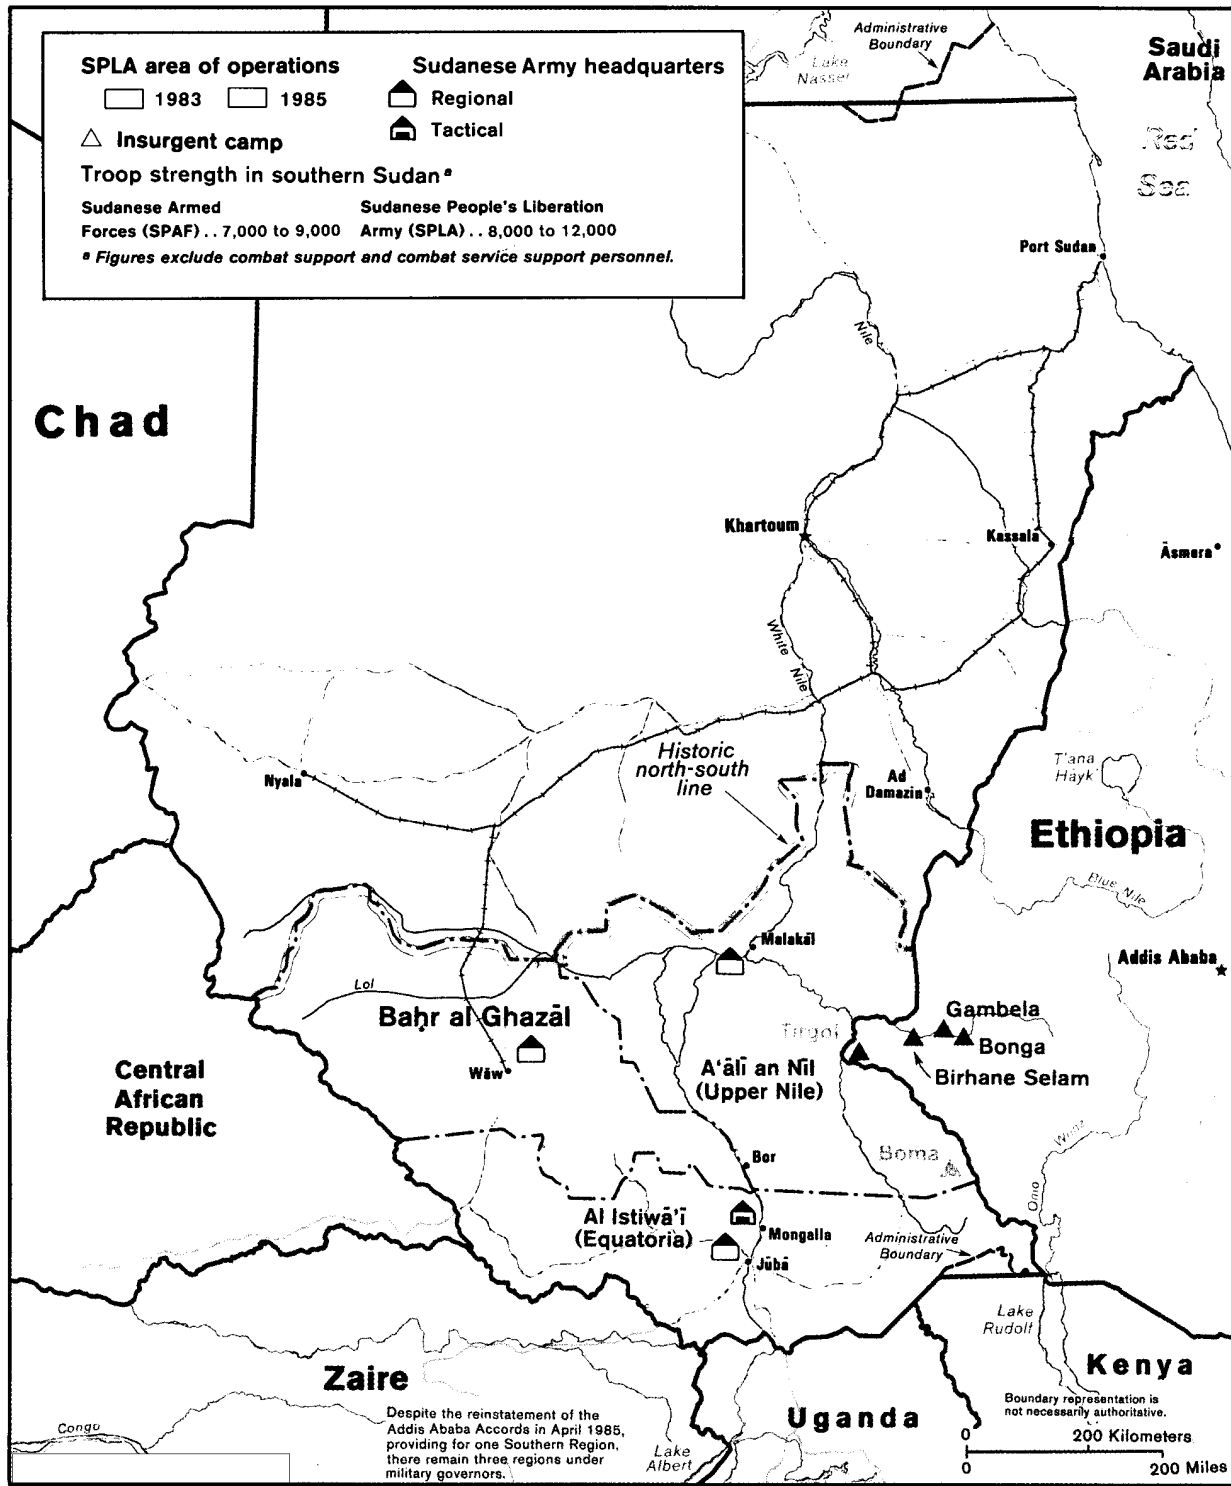 Administrative
Boundary
Lake
Nasser
Saudi
Arabia
Red
Sea
SPLA area of operations
1983 1985
Insurgent camp
Sudanese Army headquarters
Regional
Tactical
Troop strength in southern Sudan a
Sudanese Armed
Forces (SPAF) .. 7,000 to 9,000
Sudanese People's Liberation
Army (SPLA) .. 8,000 to 12,000
a Figures exclude combat support and combat service support personnel.
Port Sudan
Nile
Chad
Khartoum
Kassalā
Āsmera
White Nile
Historic
north-south
line
Nyala
Ad
Damazin
T'ana
Hāyk'
Ethiopia
Blue Nile
Malakāl
Addis Ababa
Lol
Baḥr al Ghazāl
Tirgol
Gambela
Bonga
Birhane Selam
Wāw
A'ālī an Nīl
(Upper Nile)
Central
African
Republic
Bor
Boma
Omo Wenz
Al Istiwā'ī
(Equatoria)
Mongalla
Jūbā
Administrative
Boundary
Lake
Rudolf
Zaire
Kenya
Uganda
Boundary representation is
not necessarily authoritative.
Congo
Despite the reinstatement of the
Addis Ababa Accords in April 1985,
providing for one Southern Region,
there remain three regions under
military governors.
Lake
Albert
0 200 Kilometers
0 200 Miles